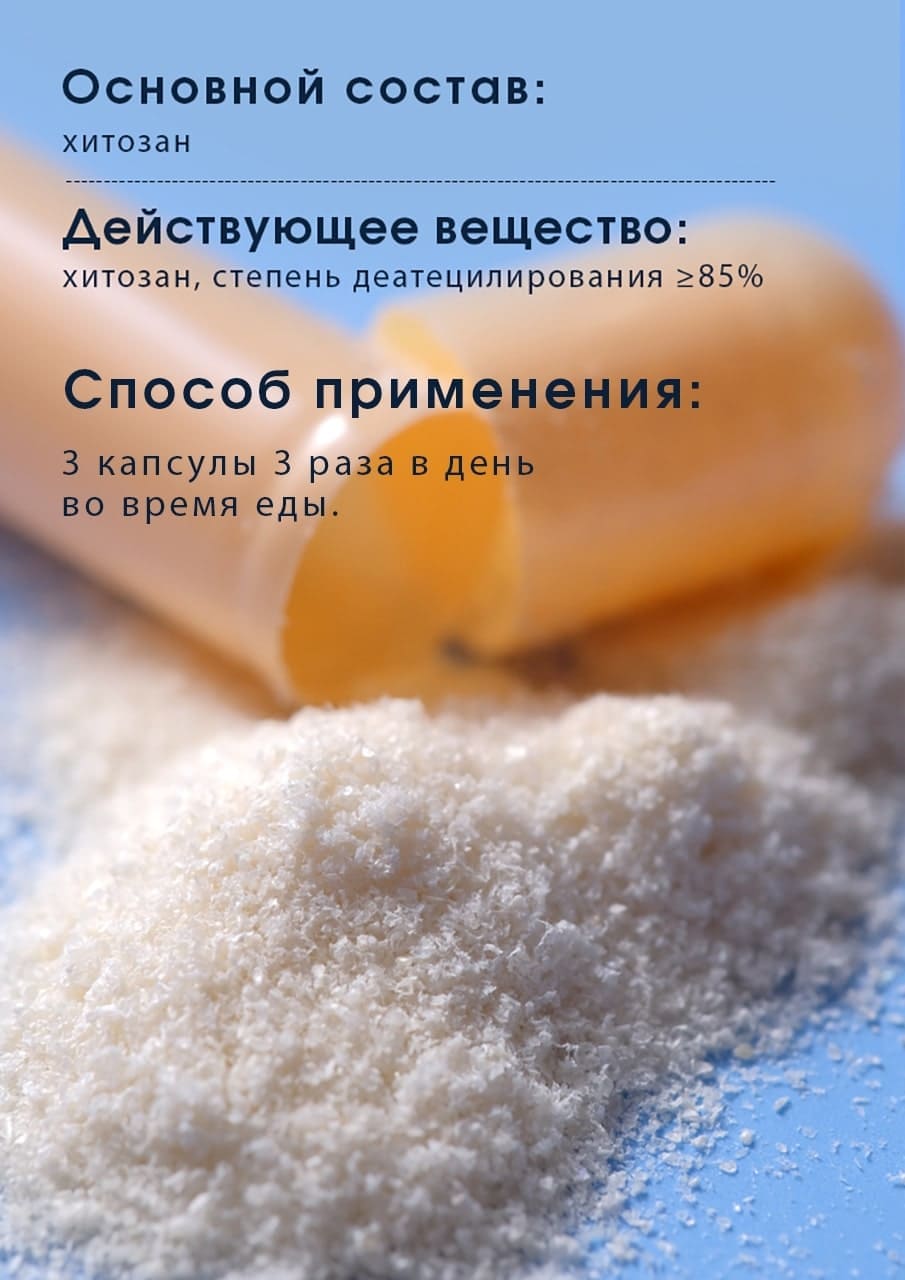 Основной состав:
хитозан
Действующее вещество:
хитозан, степень деатецилирования ≥85%
Способ применения:
3 капсулы 3 раза в день
во время еды.